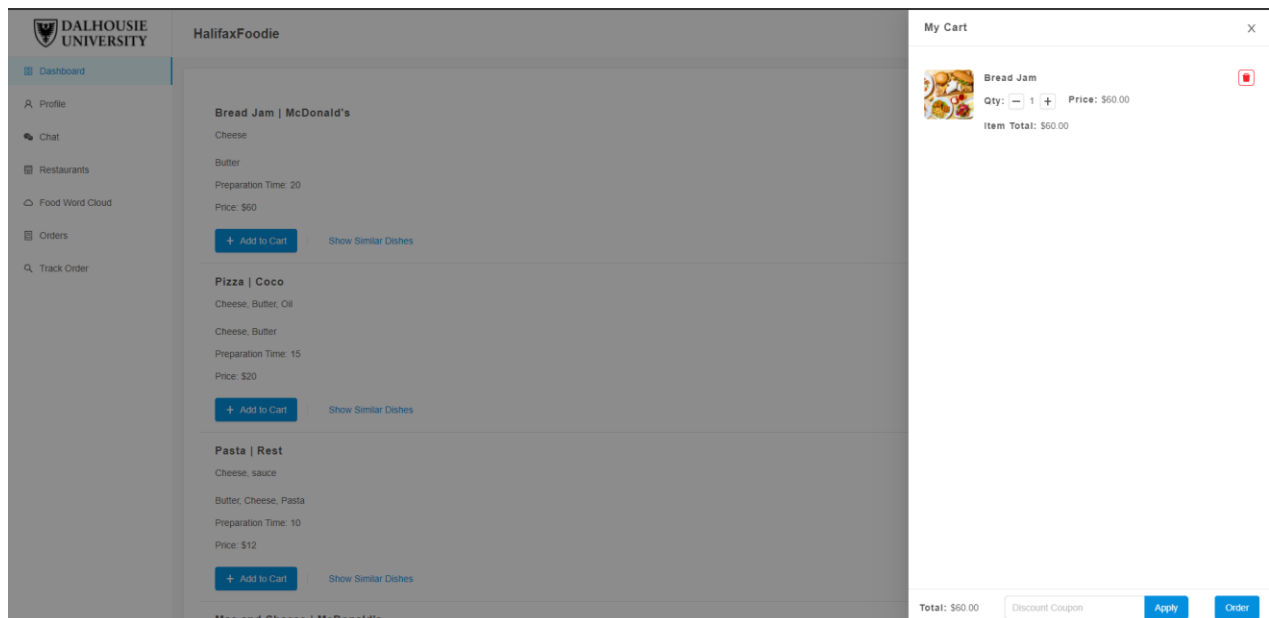 DALHOUSIE
UNIVERSITY
Dashboard
Profile
Chat
Restaurants
Food Word Cloud
Orders
Track Order
HalifaxFoodie
Bread Jam | McDonald's
Cheese
Butter
Preparation Time: 20
Price: $60
+ Add to Cart Show Similar Dishes
Pizza | Coco
Cheese, Butter, Oil
Cheese, Butter
Preparation Time: 15
Price: $20
+ Add to Cart Show Similar Dishes
Pasta | Rest
Cheese, sauce
Butter, Cheese, Pasta
Preparation Time: 10
Price: $12
+ Add to Cart Show Similar Dishes
Mac and Cheese | McDonald's
My Cart
Bread Jam
Qty: 1 + Price: $60.00
Item Total: $60.00
Total: $60.00 Discount Coupon Apply Order